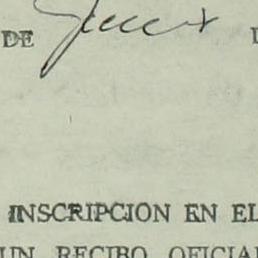 DE
INSCRIPCION EN EL
UN RECIBO OFICIAL